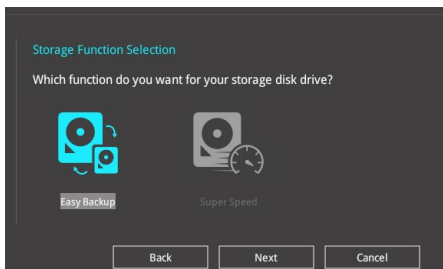 Storage Function Selection
Which function do you want for your storage disk drive?
Easy Backup Super Speed
Back Next Cancel